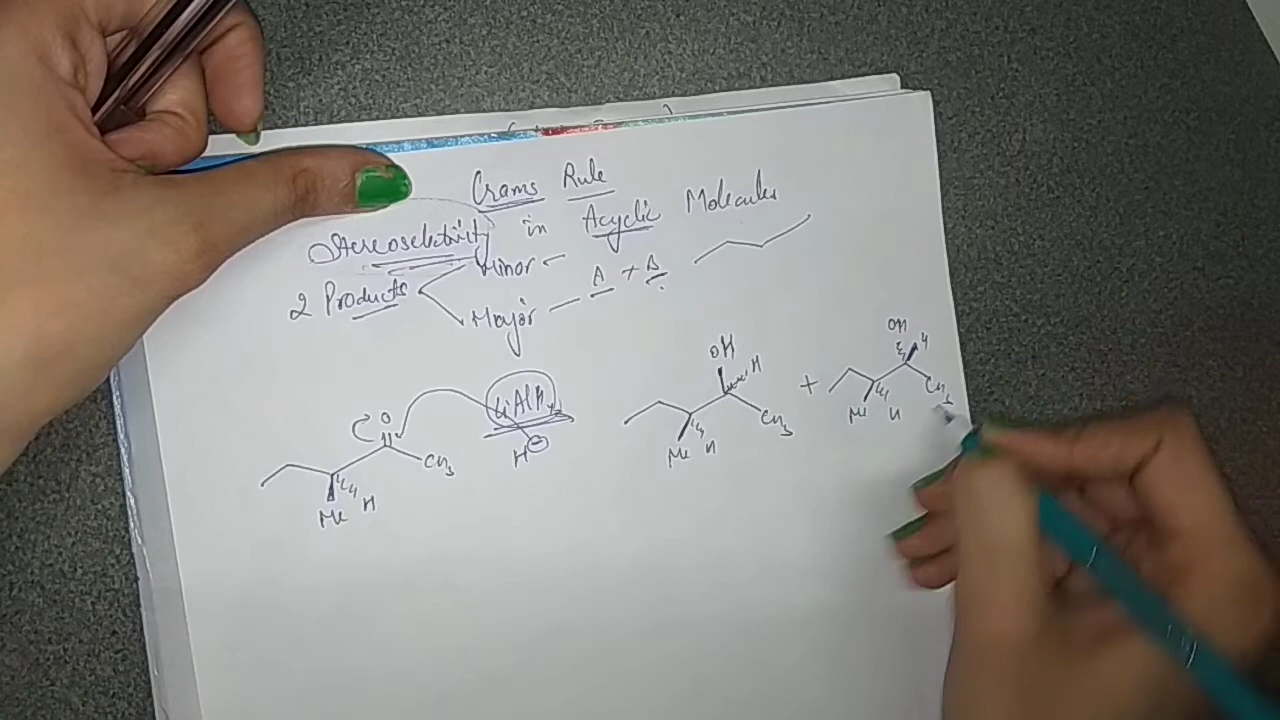 Crams Rule
Stereoselectivity in Acyclic Molecules
2 Products
Minor
A + B
Major
OH
OH
H
+
O
LiAlH4
CH3
Me H
CH3
Me H
CH3
Me H
H⊖